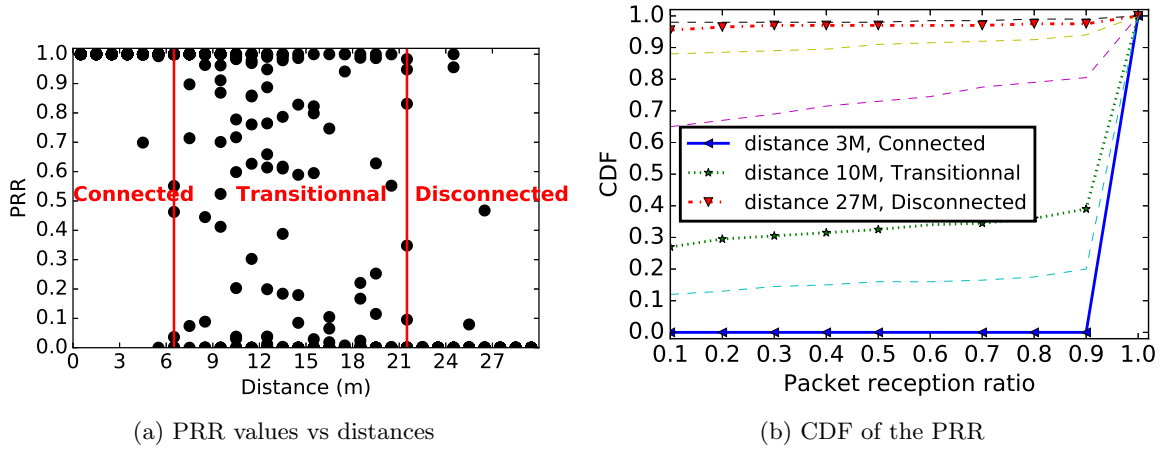 1.0
0.9
0.8
0.7
0.6
0.5
0.4
0.3
0.2
0.1
0.0
PRR
Connected Transitionnal Disconnected
0 3 6 9 12 15 18 21 24 27
Distance (m)
(a) PRR values vs distances
1.0
0.9
0.8
0.7
0.6
0.5
0.4
0.3
0.2
0.1
0.0
CDF
distance 3M, Connected
distance 10M, Transitionnal
distance 27M, Disconnected
0.1 0.2 0.3 0.4 0.5 0.6 0.7 0.8 0.9 1.0
Packet reception ratio
(b) CDF of the PRR